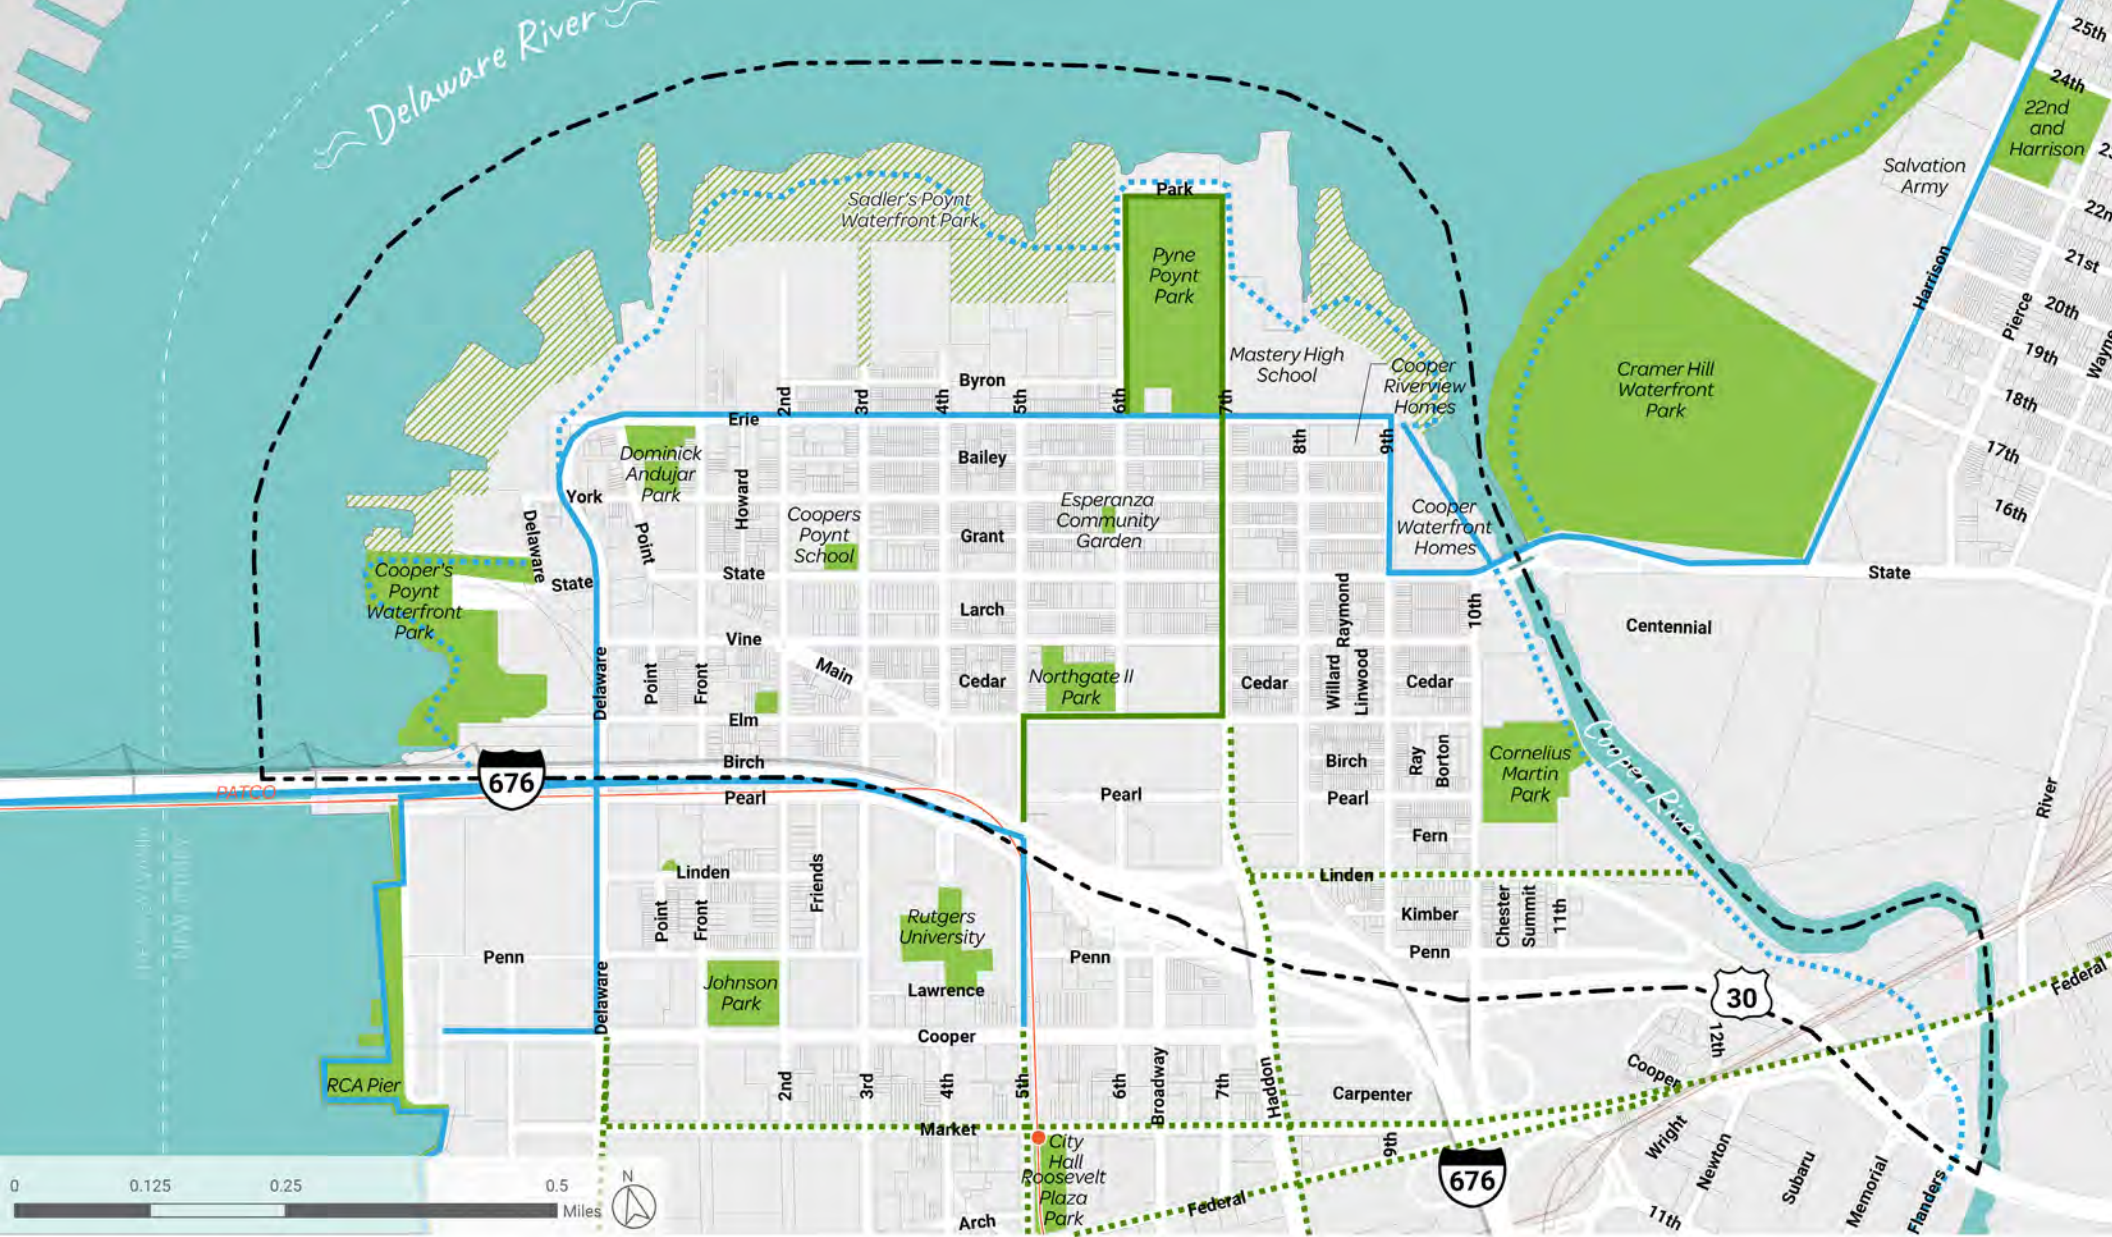 Delaware River
25th
24th
22nd
and
Harrison
Salvation
Army
22n
21st
20th
19th
18th
17th
16th
Harrison
Pierce
Wayne
Park
Sadler's Poynt
Waterfront Park
Pyne
Poynt
Park
Mastery High
School
Cooper
Riverview
Homes
Cramer Hill
Waterfront
Park
Byron
2nd
3rd
4th
5th
6th
7th
Erie
8th
9th
Dominick
Andujar
Park
Bailey
York
Howard
Coopers
Poynt
School
Esperanza
Community
Garden
Cooper
Waterfront
Homes
Delaware
Point
Grant
Cooper's
Poynt
Waterfront
Park
State
State
State
Larch
Raymond
10th
Centennial
Vine
Main
Delaware
Point
Front
Cedar
Northgate II
Park
Cedar
Willard
Linwood
Cedar
Elm
Birch
Birch
Ray
Borton
Cornelius
Martin
Park
Cooper River
River
676
PATCO
Pearl
Pearl
Pearl
Fern
NEW JERSEY
Linden
Friends
Linden
Point
Front
Rutgers
University
Kimber
Chester
Summit
11th
Penn
Penn
Penn
Johnson
Park
Lawrence
Delaware
30
Federal
Cooper
RCA Pier
2nd
3rd
4th
5th
6th
Broadway
7th
Haddon
Carpenter
Cooper
12th
Market
9th
City
Hall
Roosevelt
Plaza
Park
676
Wright
Newton
Subaru
Memorial
Flanders
11th
Arch
Federal
0
0.125
0.25
0.5
Miles
N